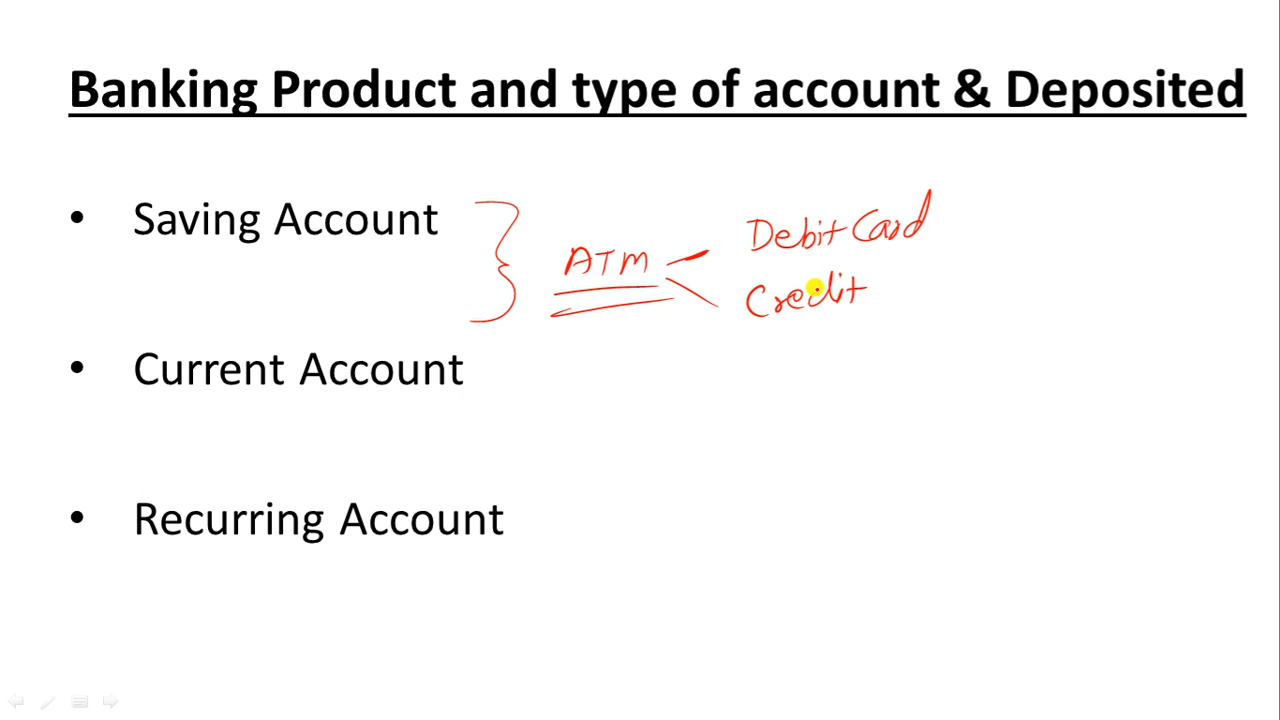 Banking Product and type of account & Deposited
• Saving Account
ATM
Debit Card
Credit
• Current Account
• Recurring Account